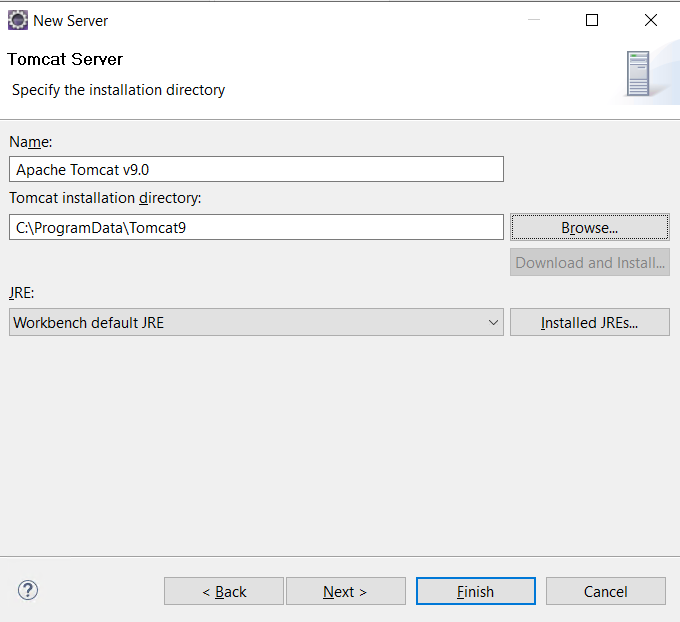 New Server
Tomcat Server
Specify the installation directory
Name:
Apache Tomcat v9.0
Tomcat installation directory:
C:\ProgramData\Tomcat9
Browse...
Download and Install...
JRE:
Workbench default JRE
Installed JREs...
?
< Back
Next >
Finish
Cancel